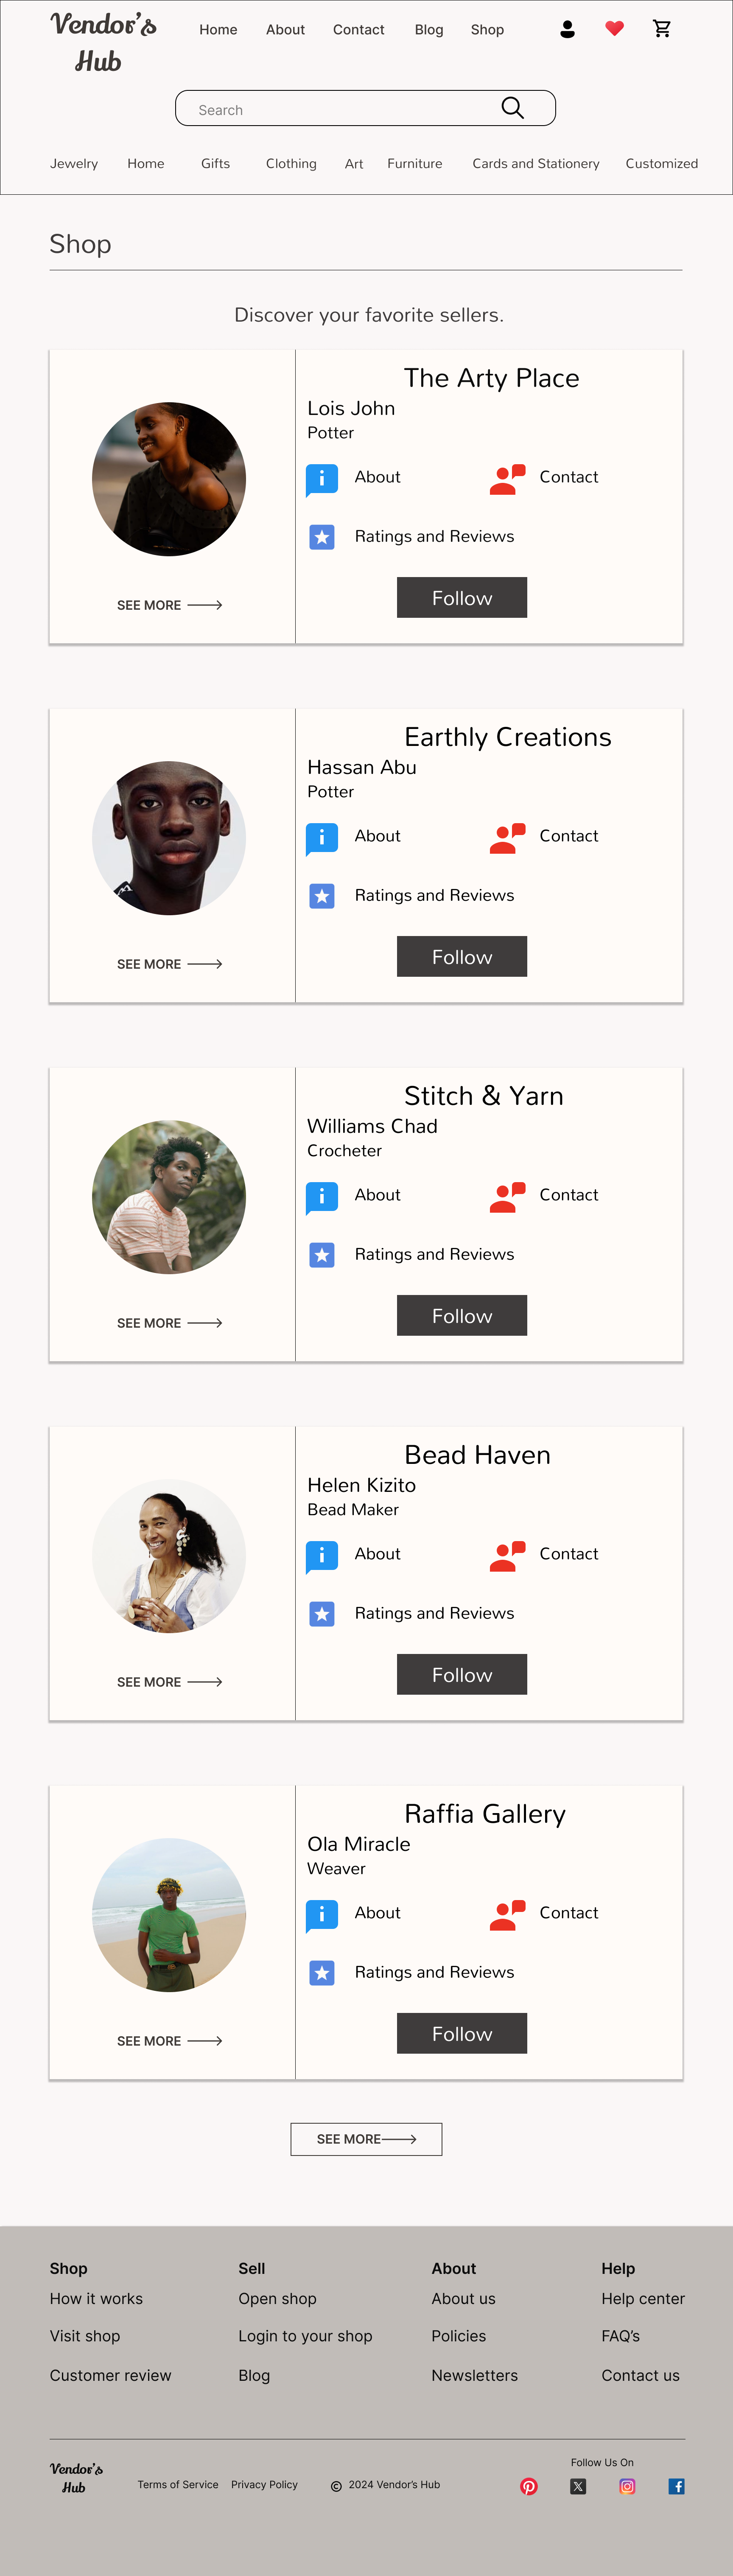 Vendor's
Hub
Home About Contact Blog Shop
Search
Jewelry Home Gifts Clothing Art Furniture Cards and Stationery Customized
Shop
Discover your favorite sellers.
The Arty Place
Lois John
Potter
About Contact
Ratings and Reviews
SEE MORE
Follow
Earthly Creations
Hassan Abu
Potter
About Contact
Ratings and Reviews
SEE MORE
Follow
Stitch & Yarn
Williams Chad
Crocheter
About Contact
Ratings and Reviews
SEE MORE
Follow
Bead Haven
Helen Kizito
Bead Maker
About Contact
Ratings and Reviews
SEE MORE
Follow
Raffia Gallery
Ola Miracle
Weaver
About Contact
Ratings and Reviews
SEE MORE
Follow
SEE MORE
Shop Sell About Help
How it works Open shop About us Help center
Visit shop Login to your shop Policies FAQ's
Customer review Blog Newsletters Contact us
Follow Us On
Vendor's
Hub
Terms of Service Privacy Policy © 2024 Vendor's Hub